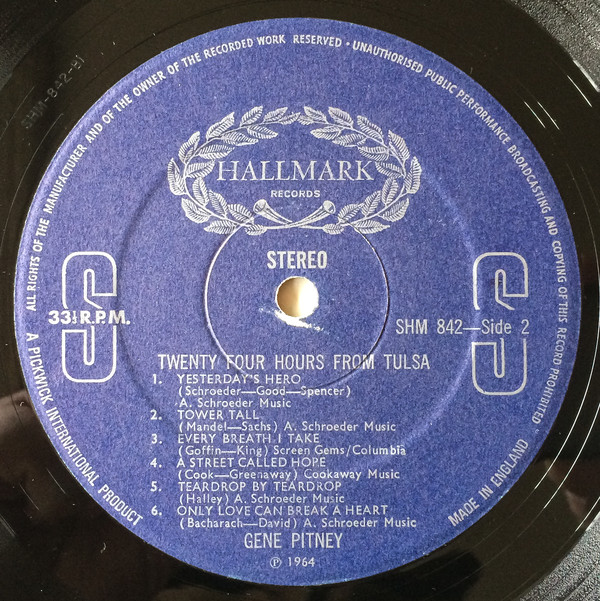 ALL RIGHTS OF THE MANUFACTURER AND OF THE OWNER OF THE RECORDED WORK RESERVED · UNAUTHORISED PUBLIC PERFORMANCE BROADCASTING AND COPYING OF THIS RECORD PROHIBITED
SHM-842-B1
HALLMARK
RECORDS
STEREO
S
S
33⅓ R.P.M.
SHM 842—Side 2
TWENTY FOUR HOURS FROM TULSA
1. YESTERDAY'S HERO
(Schroeder—Good—Spencer)
A. Schroeder Music
2. TOWER TALL
(Mandel—Sachs) A. Schroeder Music
3. EVERY BREATH I TAKE
(Goffin—King) Screen Gems/Columbia
4. A STREET CALLED HOPE
(Cook—Greenaway) Cookaway Music
5. TEARDROP BY TEARDROP
(Halley) A. Schroeder Music
6. ONLY LOVE CAN BREAK A HEART
(Bacharach—David) A. Schroeder Music
GENE PITNEY
℗ 1964
A PICKWICK INTERNATIONAL PRODUCT
MADE IN ENGLAND